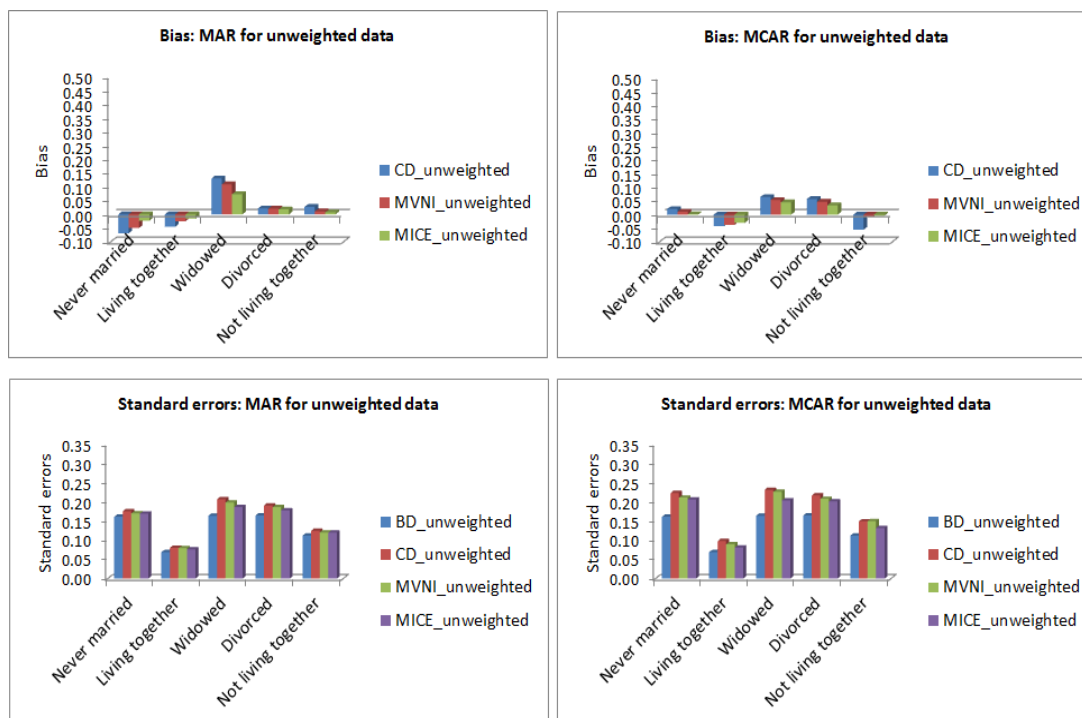 Bias: MAR for unweighted data
0.50
0.45
0.40
0.35
0.30
0.25
0.20
0.15
0.10
0.05
0.00
-0.05
-0.10
Bias
Never married
Living together
Widowed
Divorced
Not living together
CD_unweighted
MVNI_unweighted
MICE_unweighted
Bias: MCAR for unweighted data
0.50
0.45
0.40
0.35
0.30
0.25
0.20
0.15
0.10
0.05
0.00
-0.05
-0.10
Bias
Never married
Living together
Widowed
Divorced
Not living together
CD_unweighted
MVNI_unweighted
MICE_unweighted
Standard errors: MAR for unweighted data
0.35
0.30
0.25
0.20
0.15
0.10
0.05
0.00
Standard errors
Never married
Living together
Widowed
Divorced
Not living together
BD_unweighted
CD_unweighted
MVNI_unweighted
MICE_unweighted
Standard errors: MCAR for unweighted data
0.35
0.30
0.25
0.20
0.15
0.10
0.05
0.00
Standard errors
Never married
Living together
Widowed
Divorced
Not living together
BD_unweighted
CD_unweighted
MVNI_unweighted
MICE_unweighted